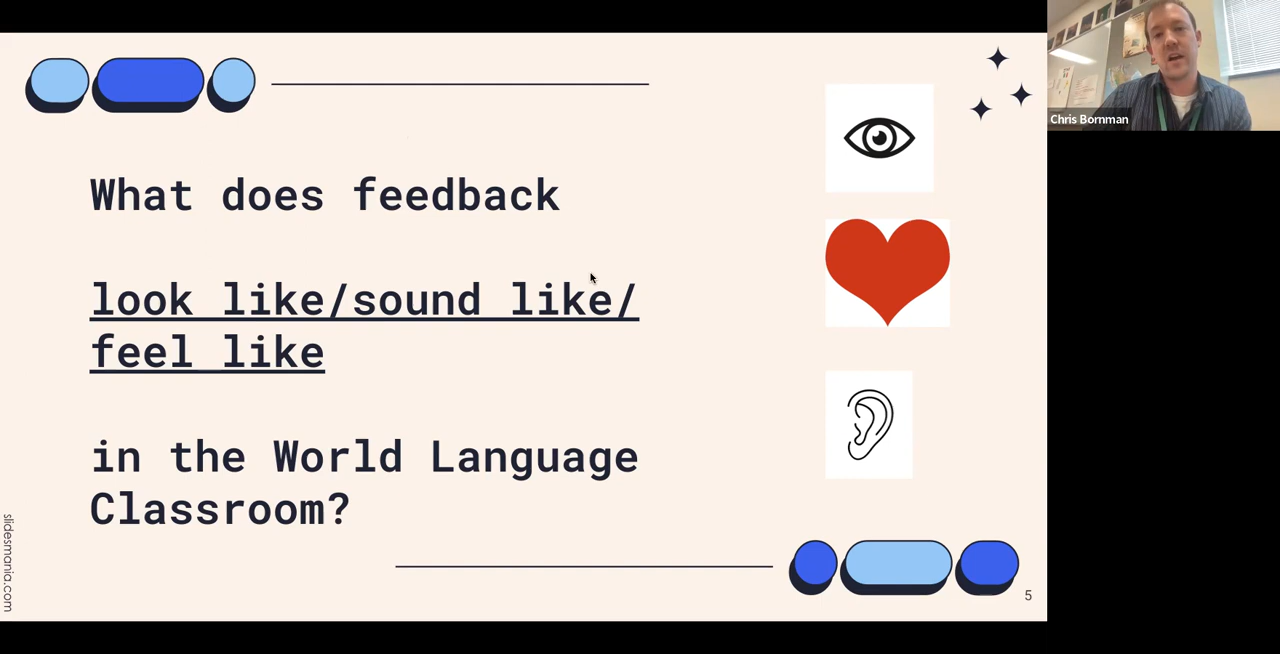 What does feedback
look like/sound like/
feel like
in the World Language
Classroom?
slidesmania.com
5
Chris Bornman